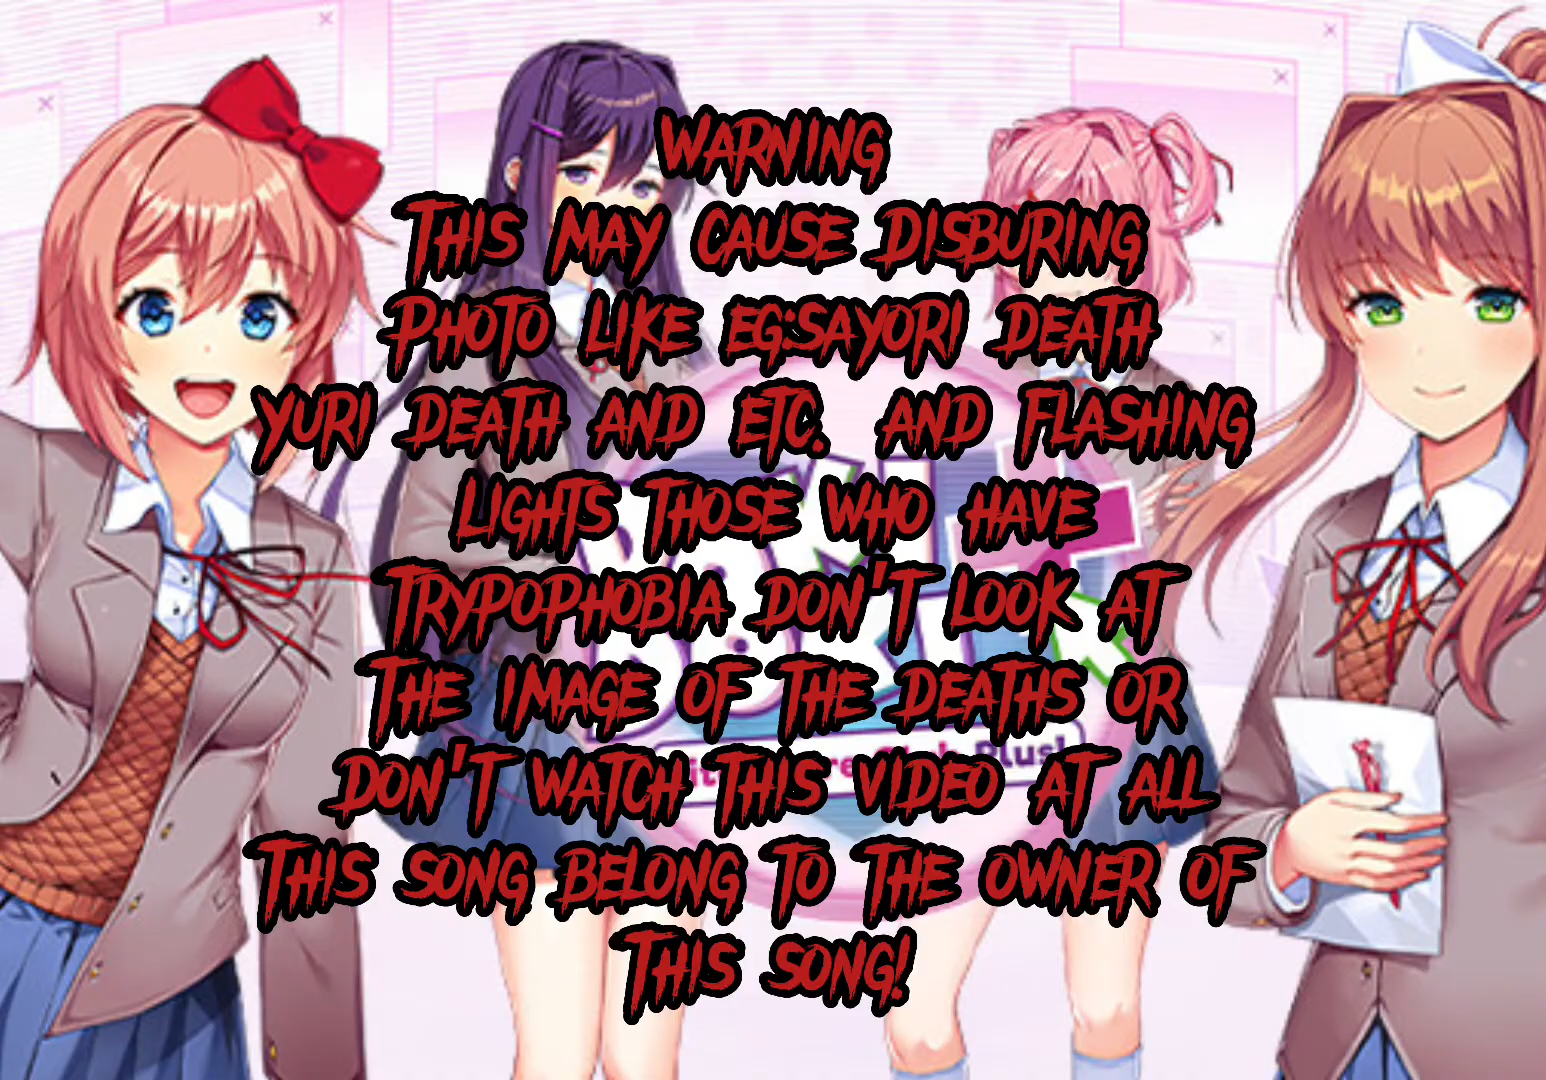 WARNING
THIS MAY CAUSE DISBURING
PHOTO LIKE EG:SAYORI DEATH
YURI DEATH AND ETC. AND FLASHING
LIGHTS THOSE WHO HAVE
TRYPOPHOBIA DON'T LOOK AT
THE IMAGE OF THE DEATHS OR
DON'T WATCH THIS VIDEO AT ALL
THIS SONG BELONG TO THE OWNER OF
THIS SONG!
Plus!